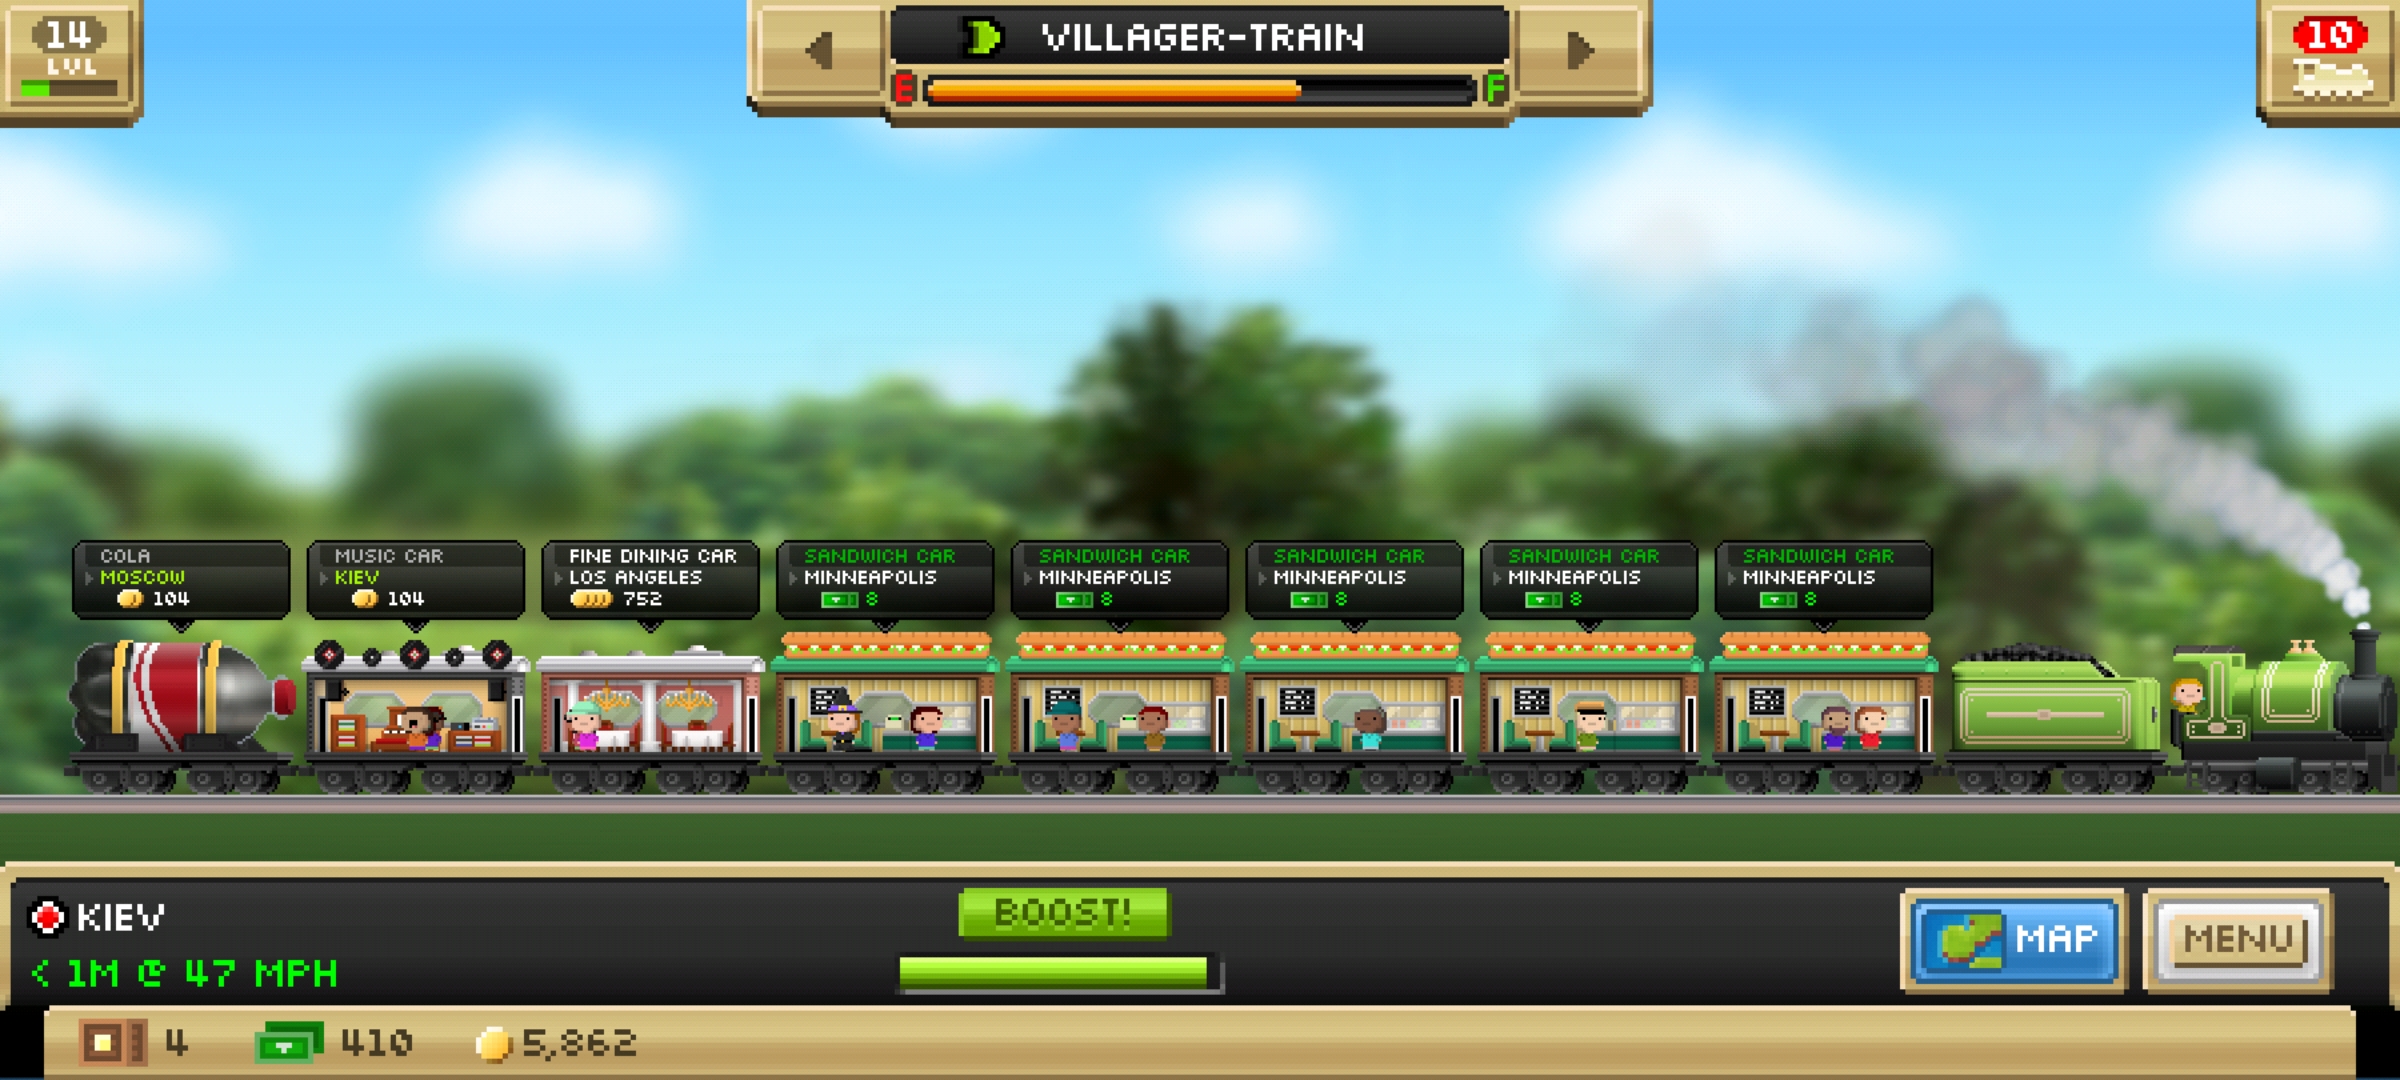 14
LVL
VILLAGER-TRAIN
E F
10
COLA
MOSCOW
104
MUSIC CAR
KIEV
104
FINE DINING CAR
LOS ANGELES
752
SANDWICH CAR
MINNEAPOLIS
8
SANDWICH CAR
MINNEAPOLIS
8
SANDWICH CAR
MINNEAPOLIS
8
SANDWICH CAR
MINNEAPOLIS
8
SANDWICH CAR
MINNEAPOLIS
8
KIEV
< 1M @ 47 MPH
BOOST!
MAP
MENU
4
410
5,862